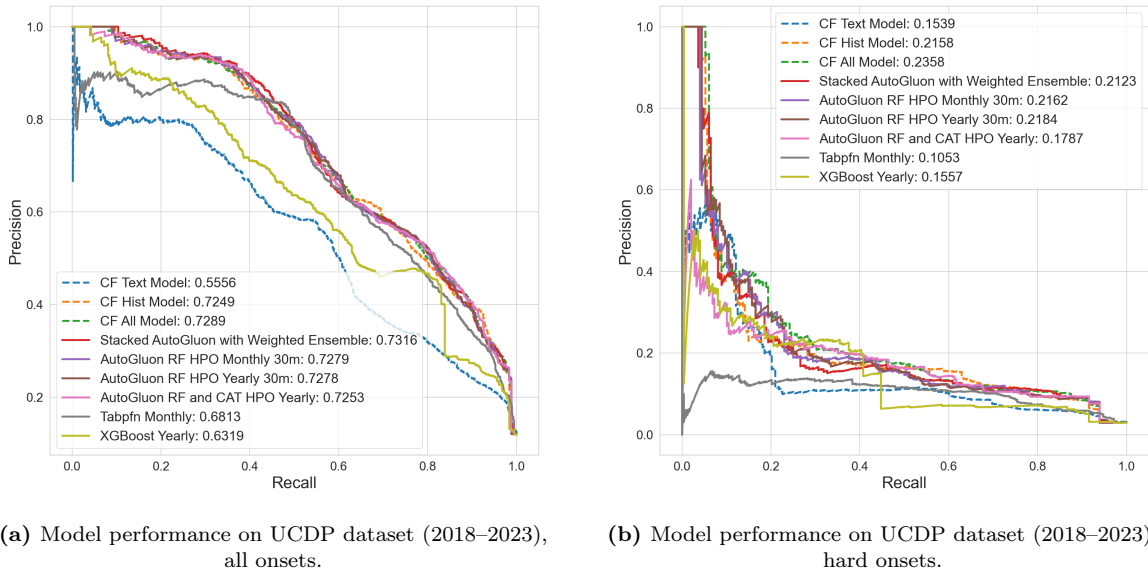 1.0
0.8
0.6
0.4
0.2
Precision
CF Text Model: 0.5556
CF Hist Model: 0.7249
CF All Model: 0.7289
Stacked AutoGluon with Weighted Ensemble: 0.7316
AutoGluon RF HPO Monthly 30m: 0.7279
AutoGluon RF HPO Yearly 30m: 0.7278
AutoGluon RF and CAT HPO Yearly: 0.7253
Tabpfn Monthly: 0.6813
XGBoost Yearly: 0.6319
0.0 0.2 0.4 0.6 0.8 1.0
Recall
(a) Model performance on UCDP dataset (2018–2023),
all onsets.
1.0
0.8
0.6
0.4
0.2
0.0
Precision
CF Text Model: 0.1539
CF Hist Model: 0.2158
CF All Model: 0.2358
Stacked AutoGluon with Weighted Ensemble: 0.2123
AutoGluon RF HPO Monthly 30m: 0.2162
AutoGluon RF HPO Yearly 30m: 0.2184
AutoGluon RF and CAT HPO Yearly: 0.1787
Tabpfn Monthly: 0.1053
XGBoost Yearly: 0.1557
0.0 0.2 0.4 0.6 0.8 1.0
Recall
(b) Model performance on UCDP dataset (2018–2023)
hard onsets.